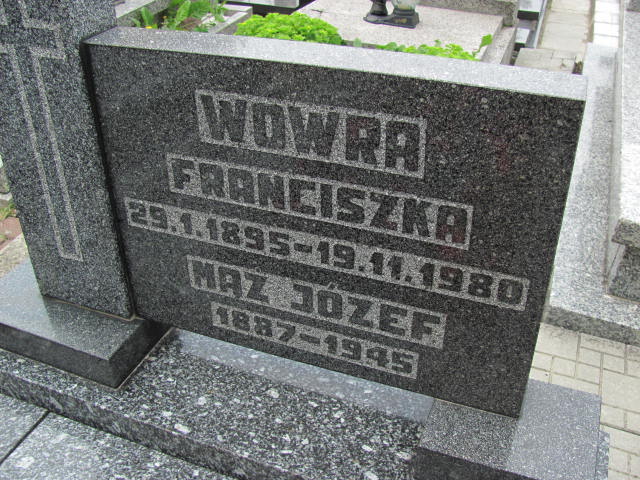 WOWRA
FRANCISZKA
29.1.1895-19.11.1980
MĄŻ JÓZEF
1887-1945